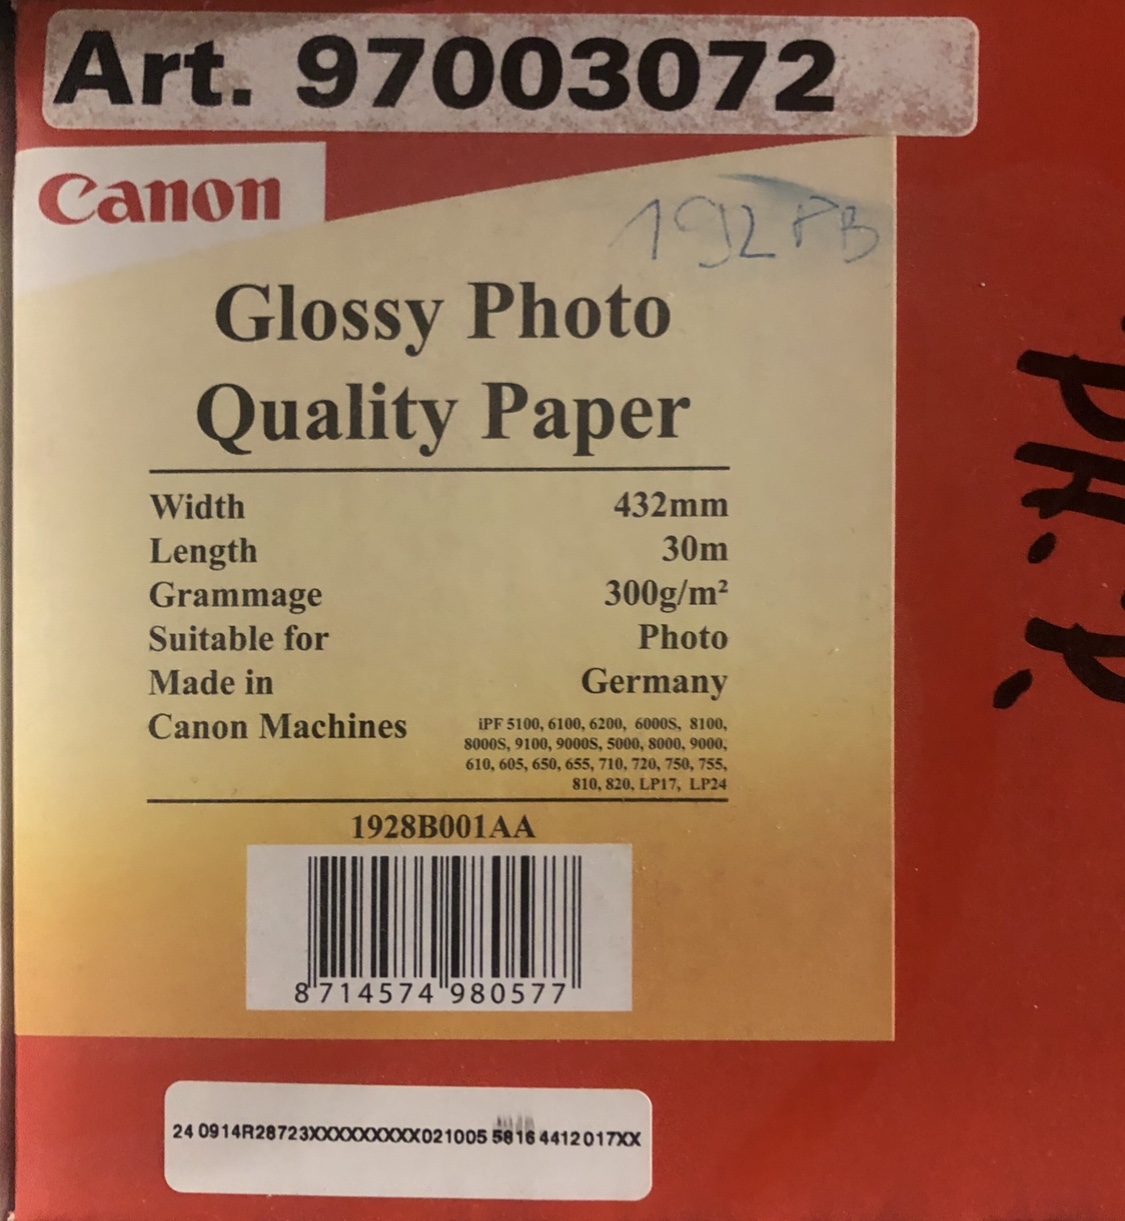 Art. 97003072
Canon
Glossy Photo
Quality Paper
Width 432mm
Length 30m
Grammage 300g/m²
Suitable for Photo
Made in Germany
Canon Machines iPF 5100, 6100, 6200, 6000S, 8100,
8000S, 9100, 9000S, 5000, 8000, 9000,
610, 605, 650, 655, 710, 720, 750, 755,
810, 820, LP17, LP24
1928B001AA
8 714574 980577
24 0914R28723XXXXXXXXX021005 5816 4412017XX